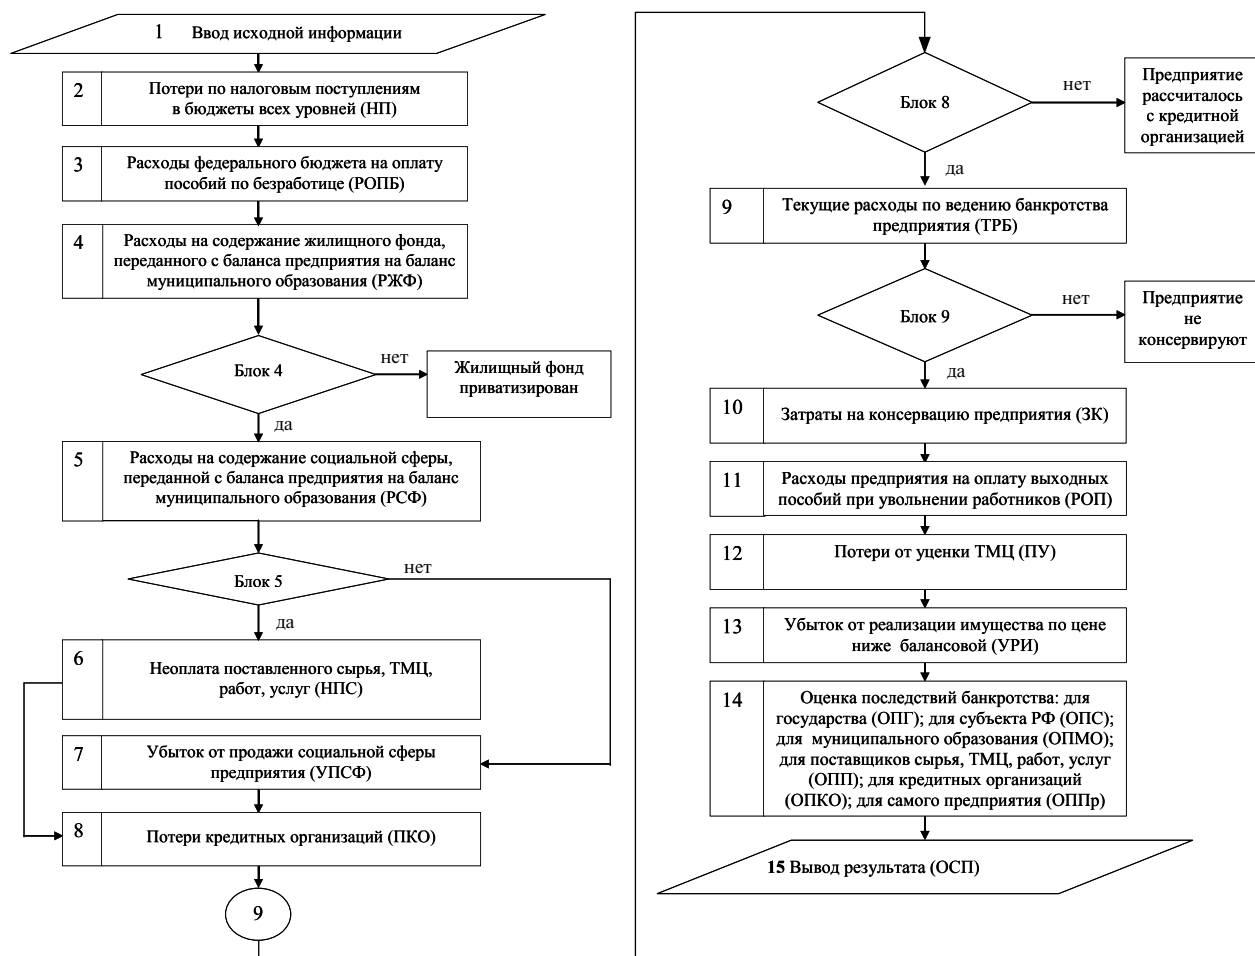 1 Ввод исходной информации
2
Потери по налоговым поступлениям
в бюджеты всех уровней (НП)
3
Расходы федерального бюджета на оплату
пособий по безработице (РОПБ)
4
Расходы на содержание жилищного фонда,
переданного с баланса предприятия на баланс
муниципального образования (РЖФ)
Блок 4
нет
Жилищный фонд
приватизирован
да
5
Расходы на содержание социальной сферы,
переданной с баланса предприятия на баланс
муниципального образования (РСФ)
Блок 5
нет
да
6
Неоплата поставленного сырья, ТМЦ,
работ, услуг (НПС)
7
Убыток от продажи социальной сферы
предприятия (УПСФ)
8
Потери кредитных организаций (ПКО)
9
Блок 8
нет
Предприятие
рассчиталось
с кредитной
организацией
да
9
Текущие расходы по ведению банкротства
предприятия (ТРБ)
Блок 9
нет
Предприятие
не
консервируют
да
10
Затраты на консервацию предприятия (ЗК)
11
Расходы предприятия на оплату выходных
пособий при увольнении работников (РОП)
12
Потери от уценки ТМЦ (ПУ)
13
Убыток от реализации имущества по цене
ниже балансовой (УРИ)
14
Оценка последствий банкротства: для
государства (ОПГ); для субъекта РФ (ОПС);
для муниципального образования (ОПМО);
для поставщиков сырья, ТМЦ, работ, услуг
(ОПП); для кредитных организаций
(ОПКО); для самого предприятия (ОППр)
15 Вывод результата (ОСП)